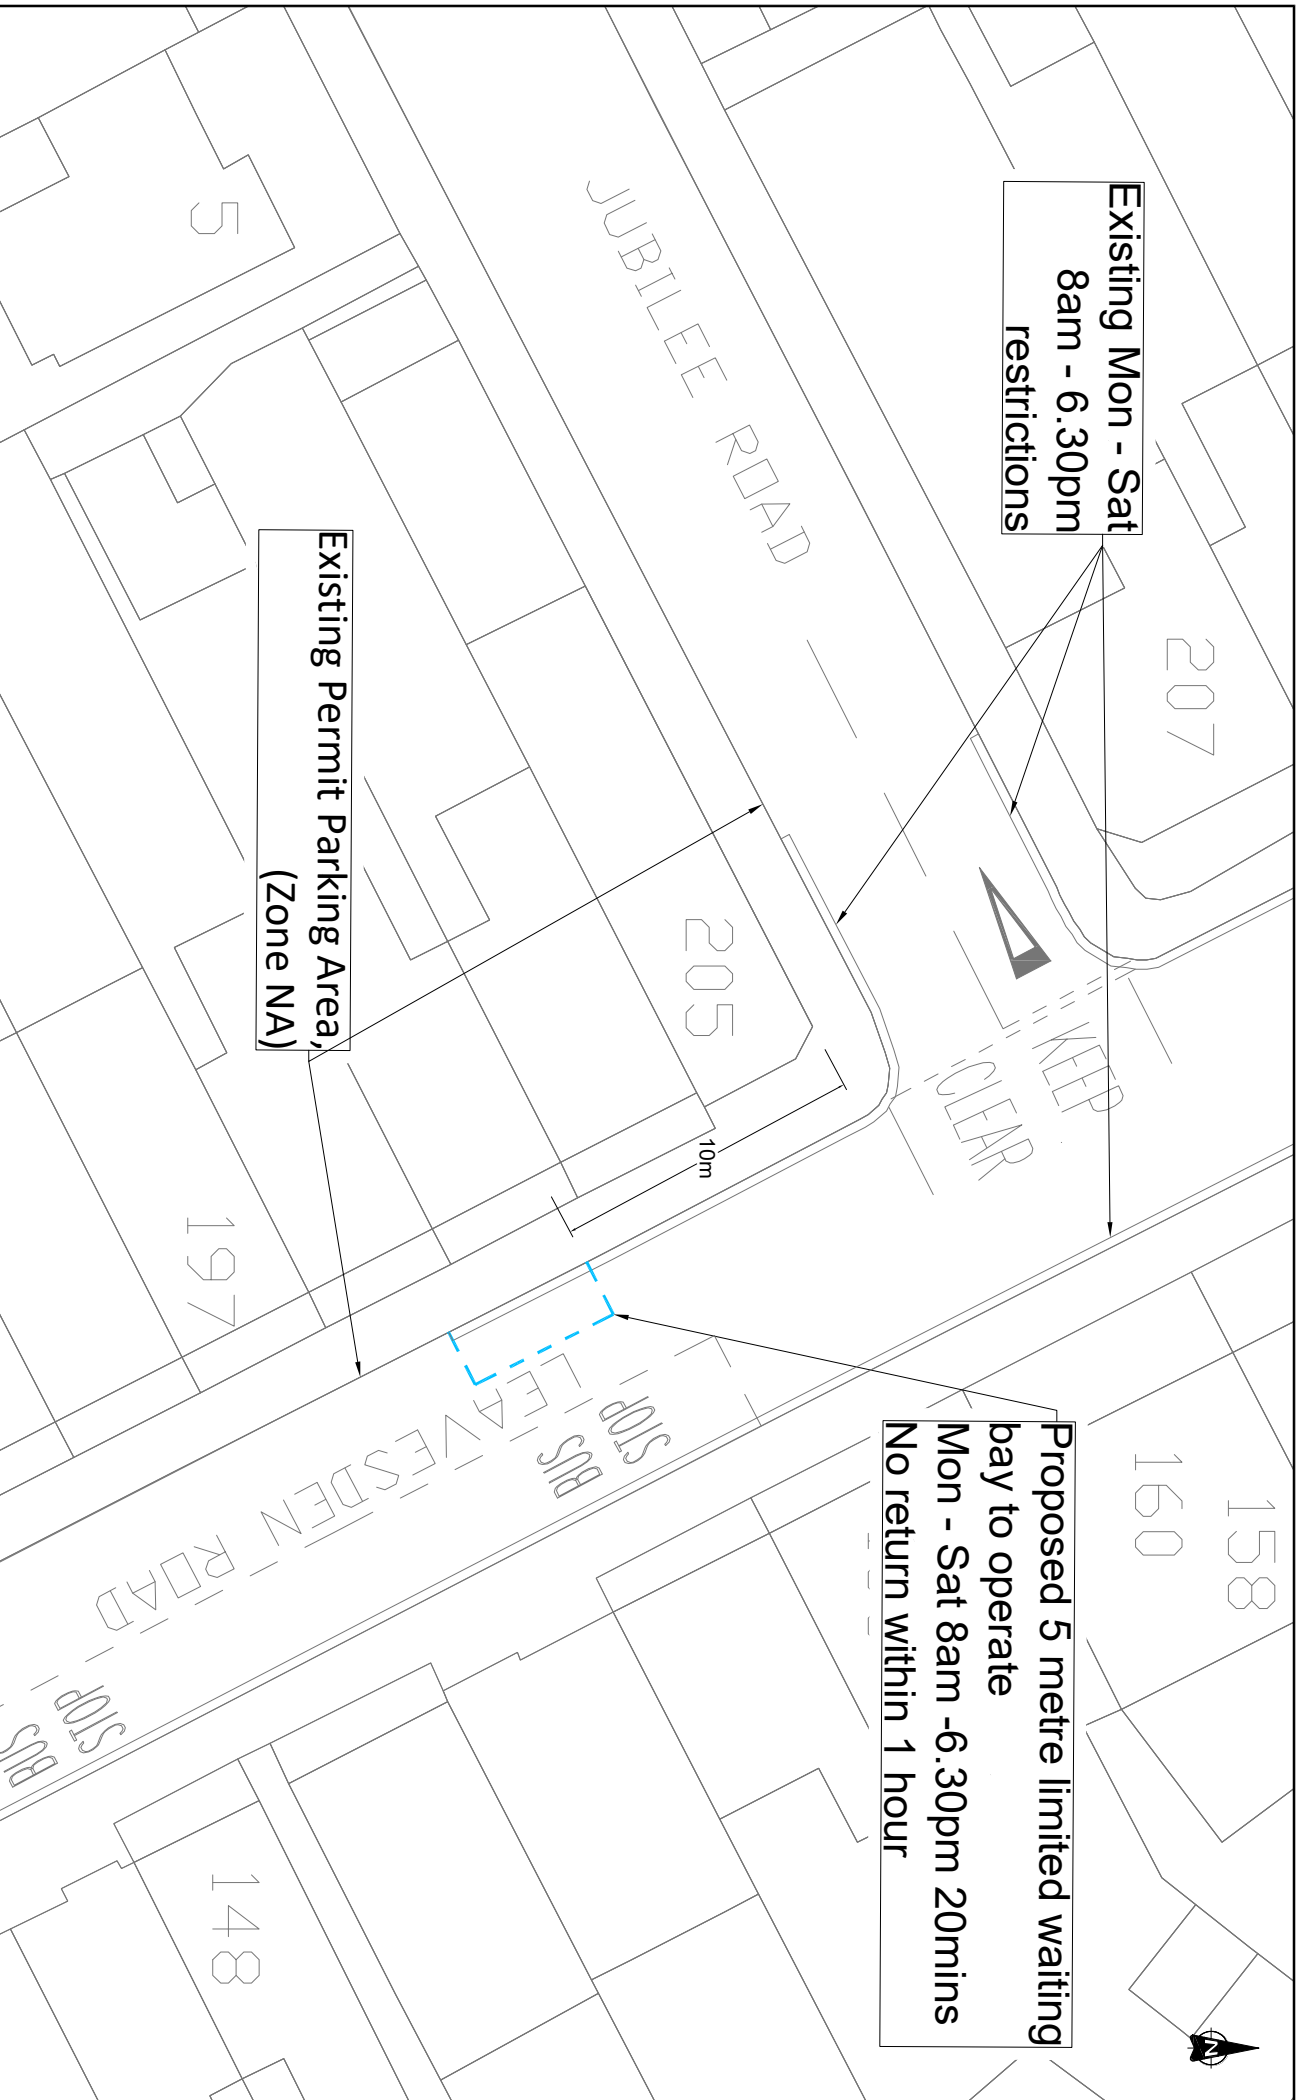 Existing Mon - Sat
8am - 6.30pm
restrictions
207
158
160
Proposed 5 metre limited waiting
bay to operate
Mon - Sat 8am -6.30pm 20mins
No return within 1 hour
N
JUBILEE ROAD
KEEP
CLEAR
205
10m
BUS
STOP
LEAVESDEN ROAD
BUS
STOP
Existing Permit Parking Area,
(Zone NA)
5
197
148